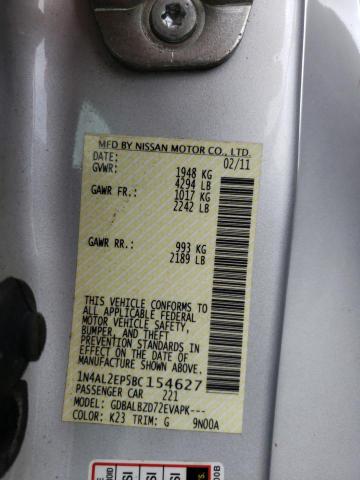 MFD BY NISSAN MOTOR CO., LTD.
DATE: 02/11
GVWR: 1948 KG
4294 LB
GAWR FR.: 1017 KG
2242 LB
GAWR RR.: 993 KG
2189 LB
THIS VEHICLE CONFORMS TO
ALL APPLICABLE FEDERAL
MOTOR VEHICLE SAFETY,
BUMPER, AND THEFT
PREVENTION STANDARDS IN
EFFECT ON THE DATE OF
MANUFACTURE SHOWN ABOVE.
1N4AL2EP5BC154627
PASSENGER CAR 221
MODEL: GDBALBZD72EVAPK---
COLOR: K23 TRIM: G 9N00A